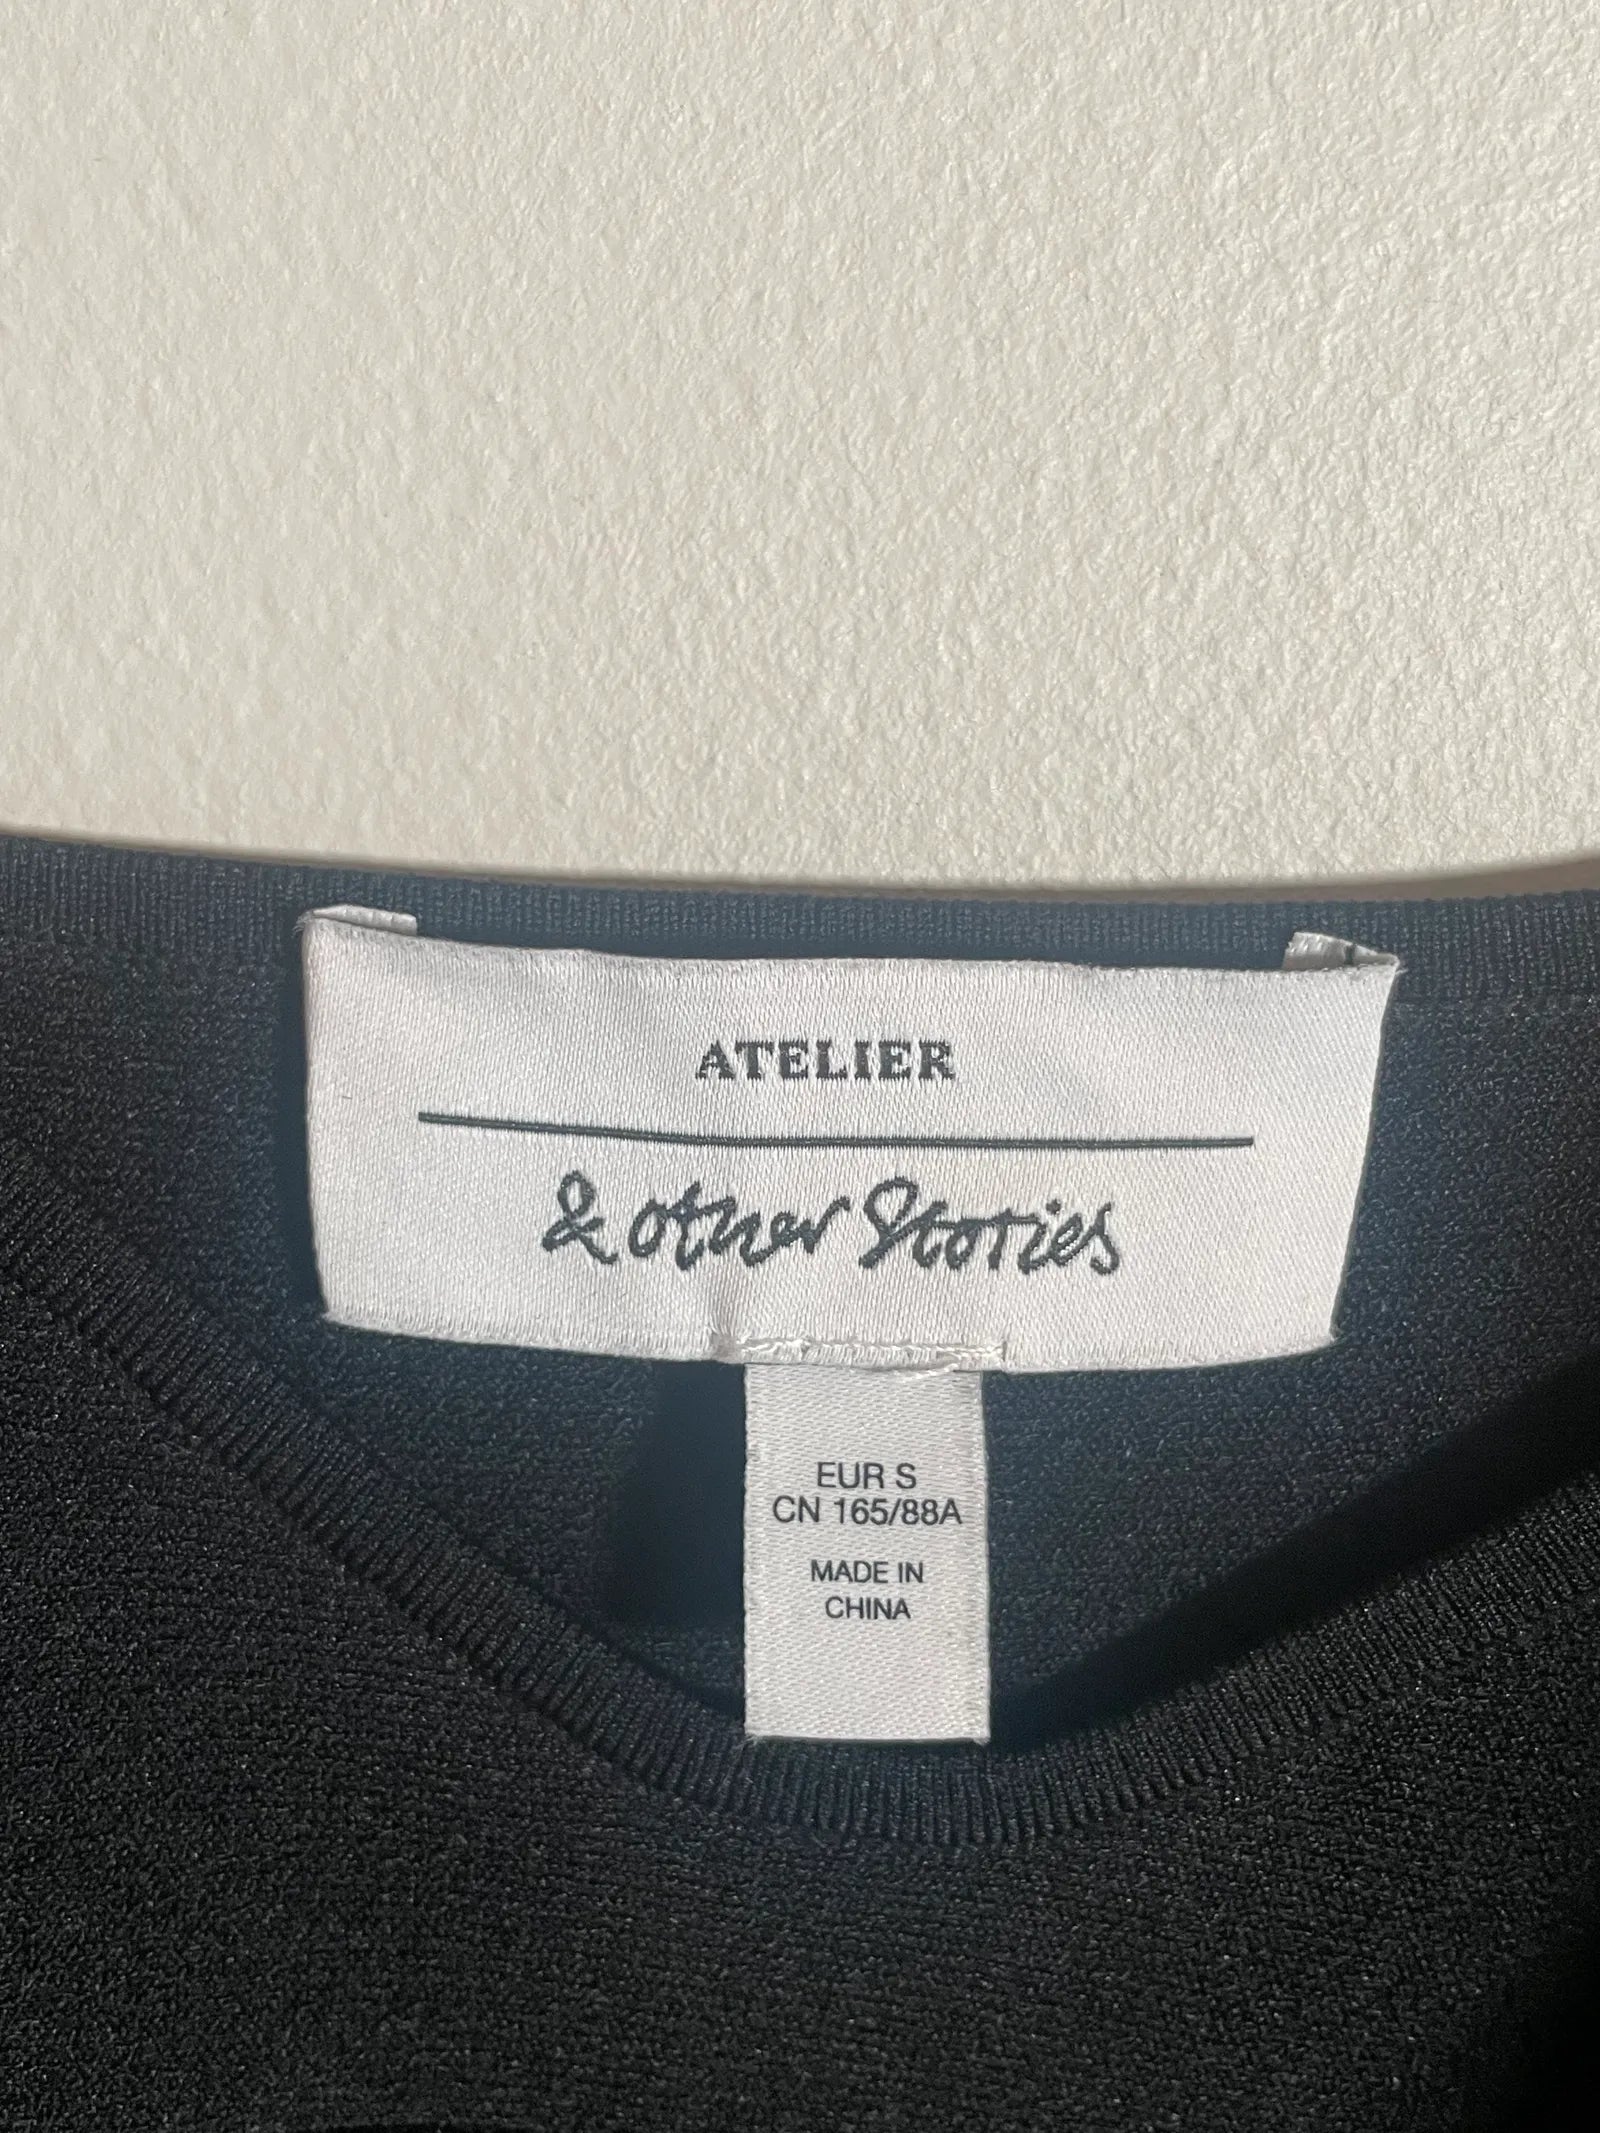 ATELIER
& other Stories
EUR S
CN 165/88A
MADE IN
CHINA